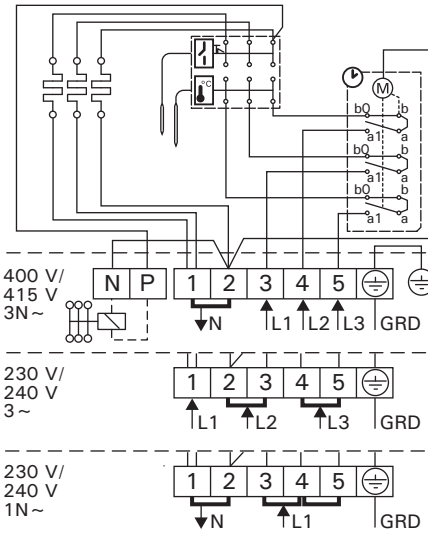 °C
M
b0 b
a1 a
b0 b
a1 a
b0 b
a1 a
400 V/
415 V
3N~
N P 1 2 3 4 5
N L1 L2 L3 GRD
230 V/
240 V
3~
1 2 3 4 5
L1 L2 L3 GRD
230 V/
240 V
1N~
1 2 3 4 5
N L1 GRD